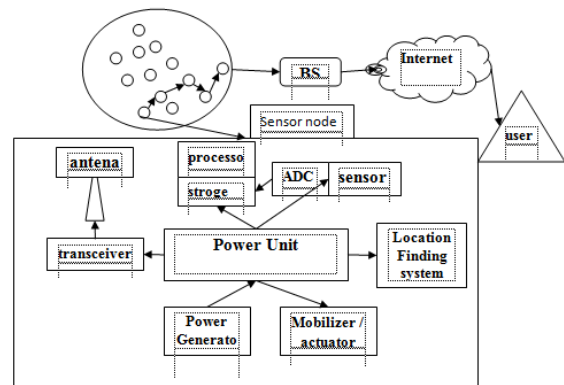 BS
Internet
Sensor node
user
antena
processo
stroge
ADC
sensor
transceiver
Power Unit
Location
Finding
system
Power
Generato
Mobilizer /
actuator